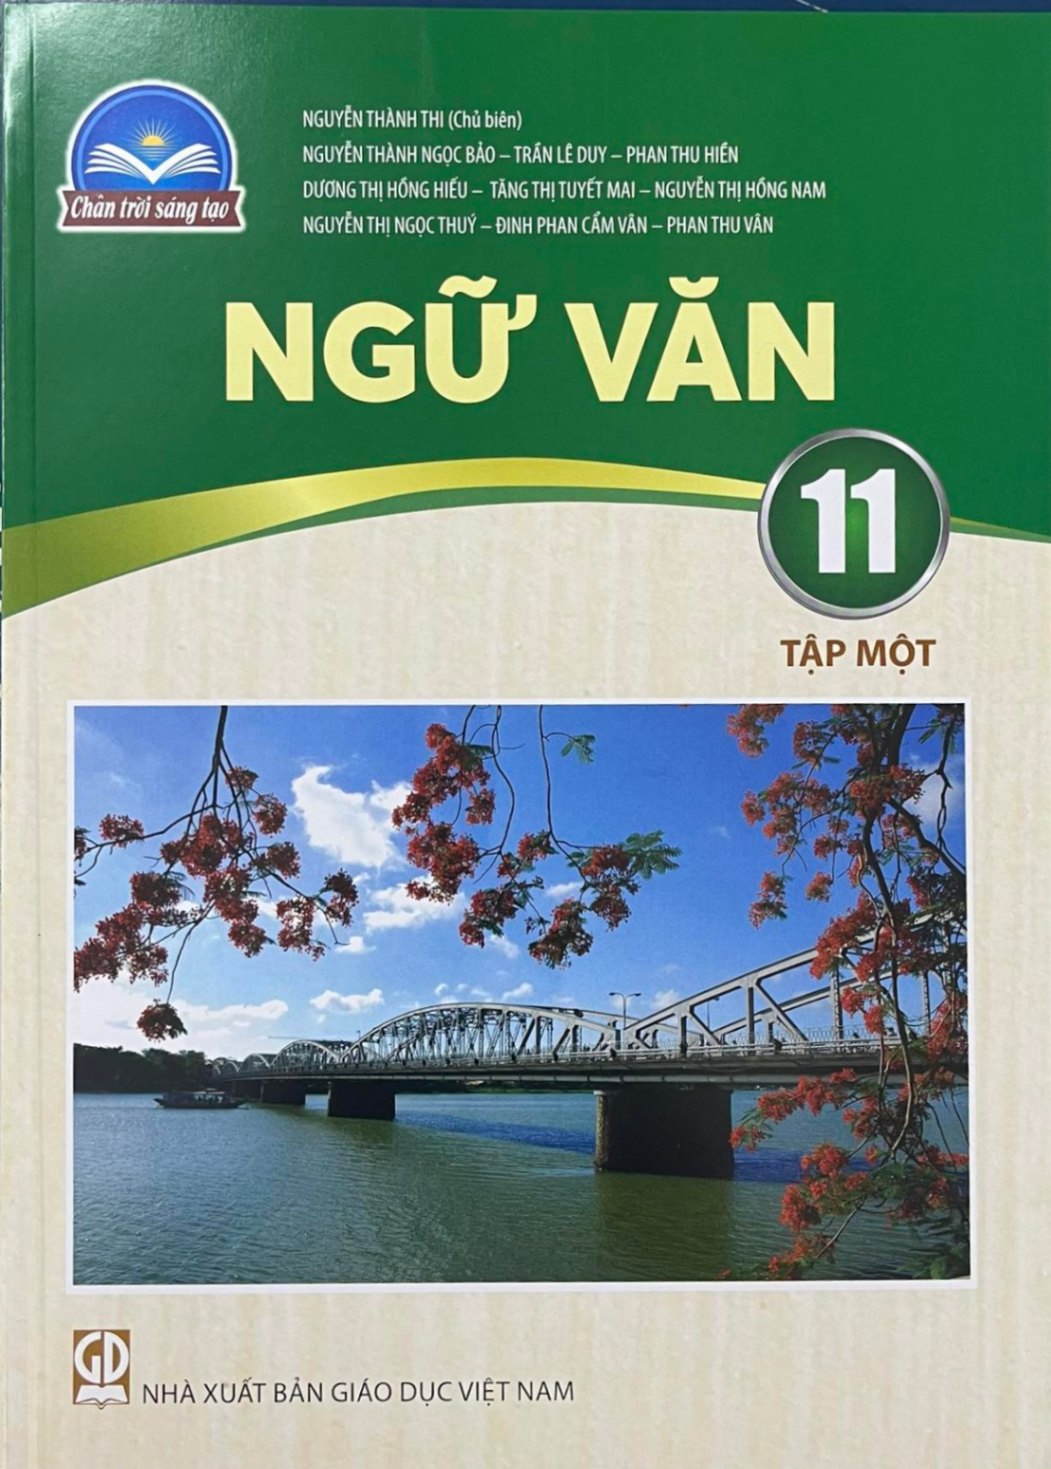 Chân trời sáng tạo
NGUYỄN THÀNH THI (Chủ biên)
NGUYỄN THÀNH NGỌC BẢO – TRẦN LÊ DUY – PHAN THU HIỀN
DƯƠNG THỊ HỒNG HIẾU – TĂNG THỊ TUYẾT MAI – NGUYỄN THỊ HỒNG NAM
NGUYỄN THỊ NGỌC THUÝ – ĐINH PHAN CẨM VÂN – PHAN THU VÂN
NGỮ VĂN
11
TẬP MỘT
GD
NHÀ XUẤT BẢN GIÁO DỤC VIỆT NAM